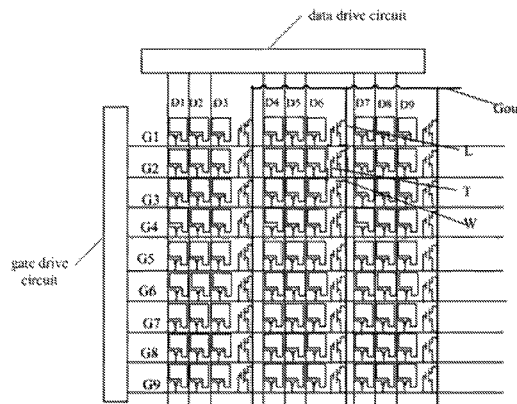 data drive circuit
D1 D2 D3 D4 D5 D6 D7 D8 D9
Gout
G1
L
G2
T
G3
W
G4
G5
gate drive
circuit
G6
G7
G8
G9